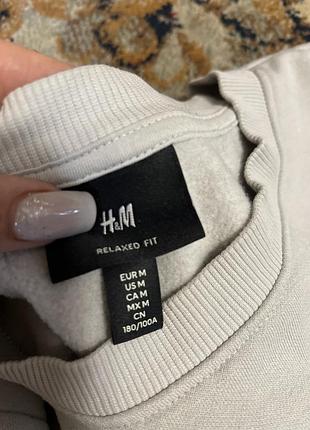 H&M
RELAXED FIT
EUR M
US M
CA M
MX M
CN
180/100A